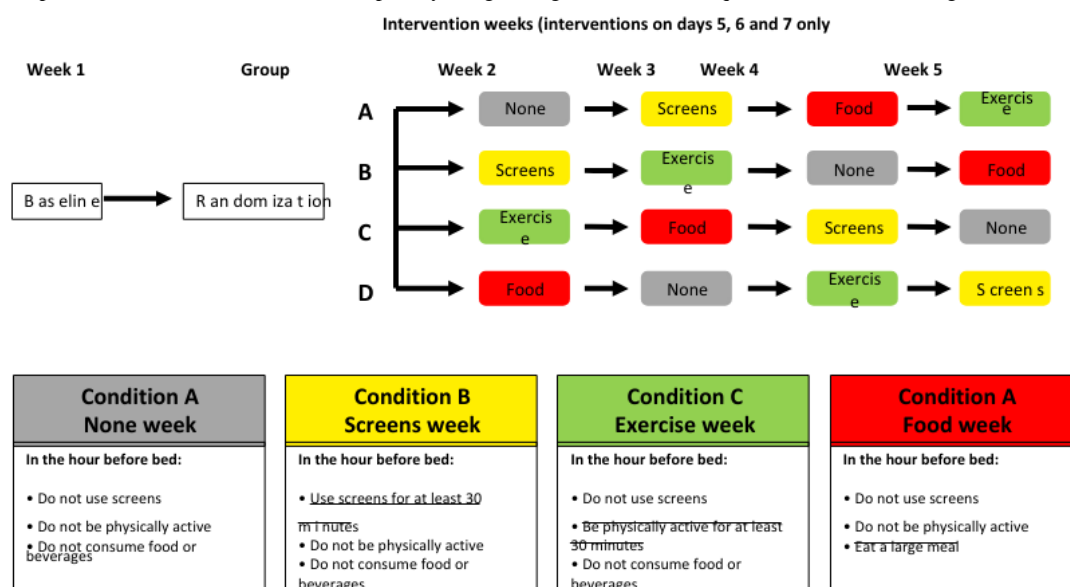 Intervention weeks (interventions on days 5, 6 and 7 only
Week 1 Group Week 2 Week 3 Week 4 Week 5
A None Screens Food Exercis
e
B Screens Exercis
e None Food
B as elin e R an dom iza t ion
C Exercis
e Food Screens None
D Food None Exercis
e S creen s
Condition A
None week
In the hour before bed:
• Do not use screens
• Do not be physically active
• Do not consume food or
beverages
Condition B
Screens week
In the hour before bed:
• Use screens for at least 30
m i nutes
• Do not be physically active
• Do not consume food or
beverages
Condition C
Exercise week
In the hour before bed:
• Do not use screens
• Be physically active for at least
30 minutes
• Do not consume food or
beverages
Condition A
Food week
In the hour before bed:
• Do not use screens
• Do not be physically active
• Eat a large meal